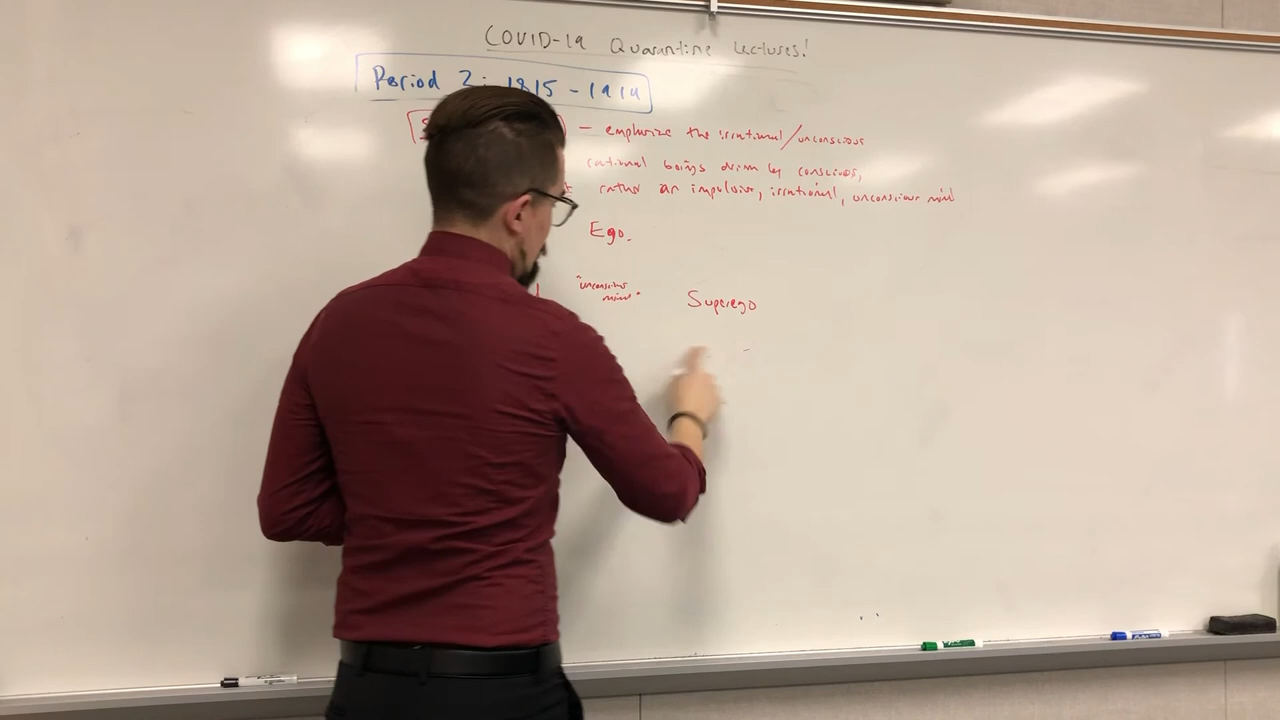 COVID-19 Quarantine Lectures!
Period 3: 1815 - 1914
- emphasize the irrational/unconscious
rational beings driven by conscious,
rather an impulsive, irrational, unconscious mind
Ego.
"unconscious
mind"
Superego